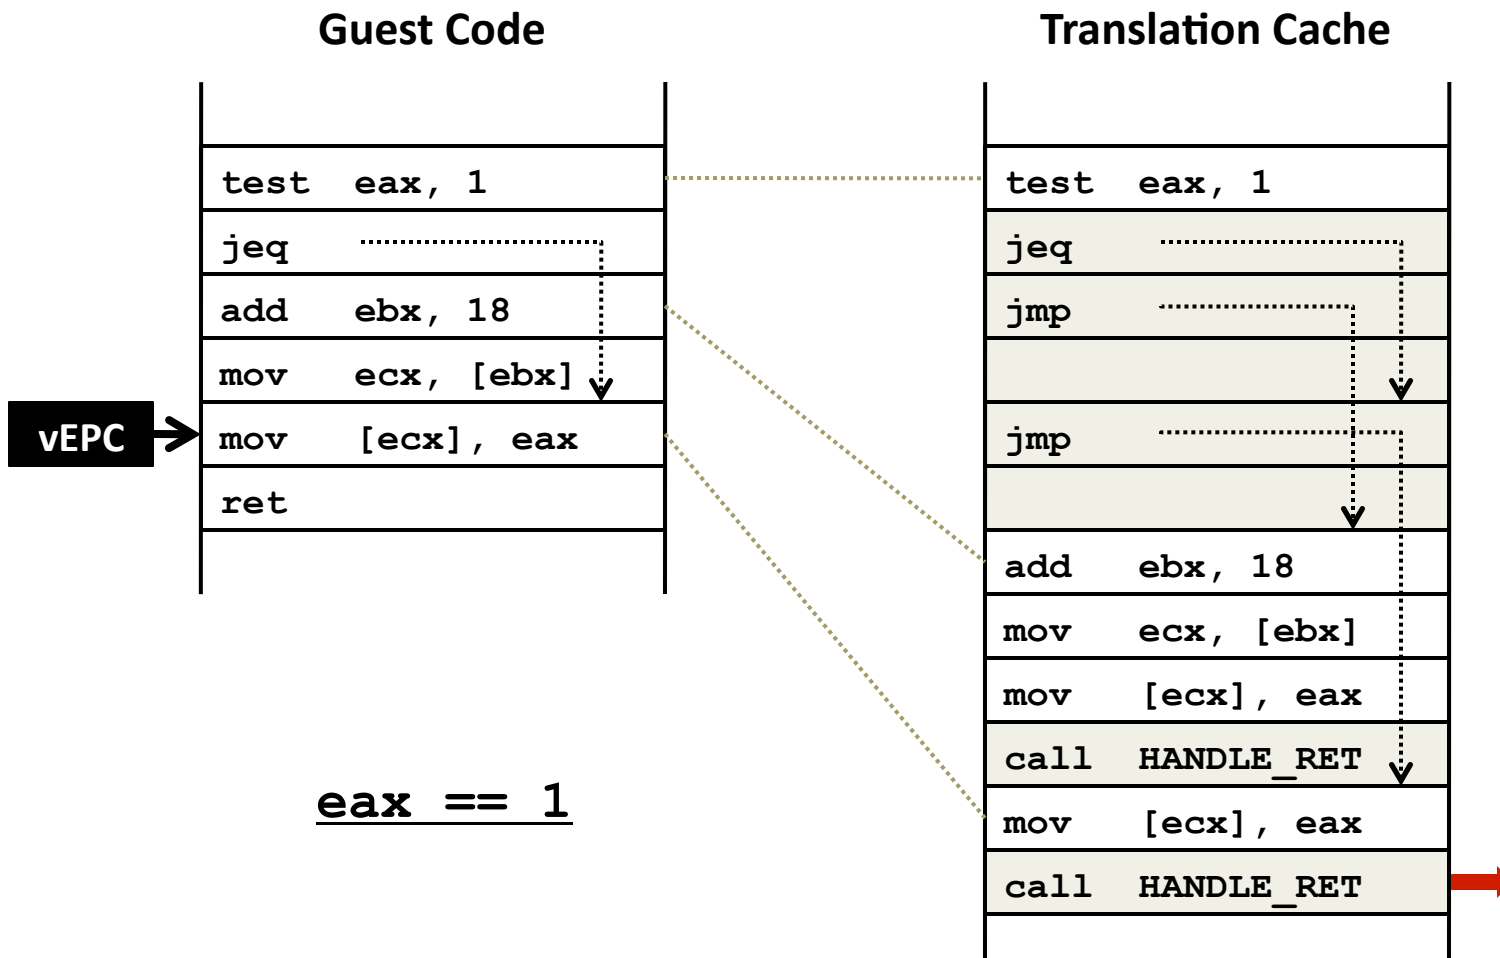 Guest Code
test eax, 1
jeq
add ebx, 18
mov ecx, [ebx]
vEPC
mov [ecx], eax
ret
eax == 1
Translation Cache
test eax, 1
jeq
jmp
jmp
add ebx, 18
mov ecx, [ebx]
mov [ecx], eax
call HANDLE_RET
mov [ecx], eax
call HANDLE_RET